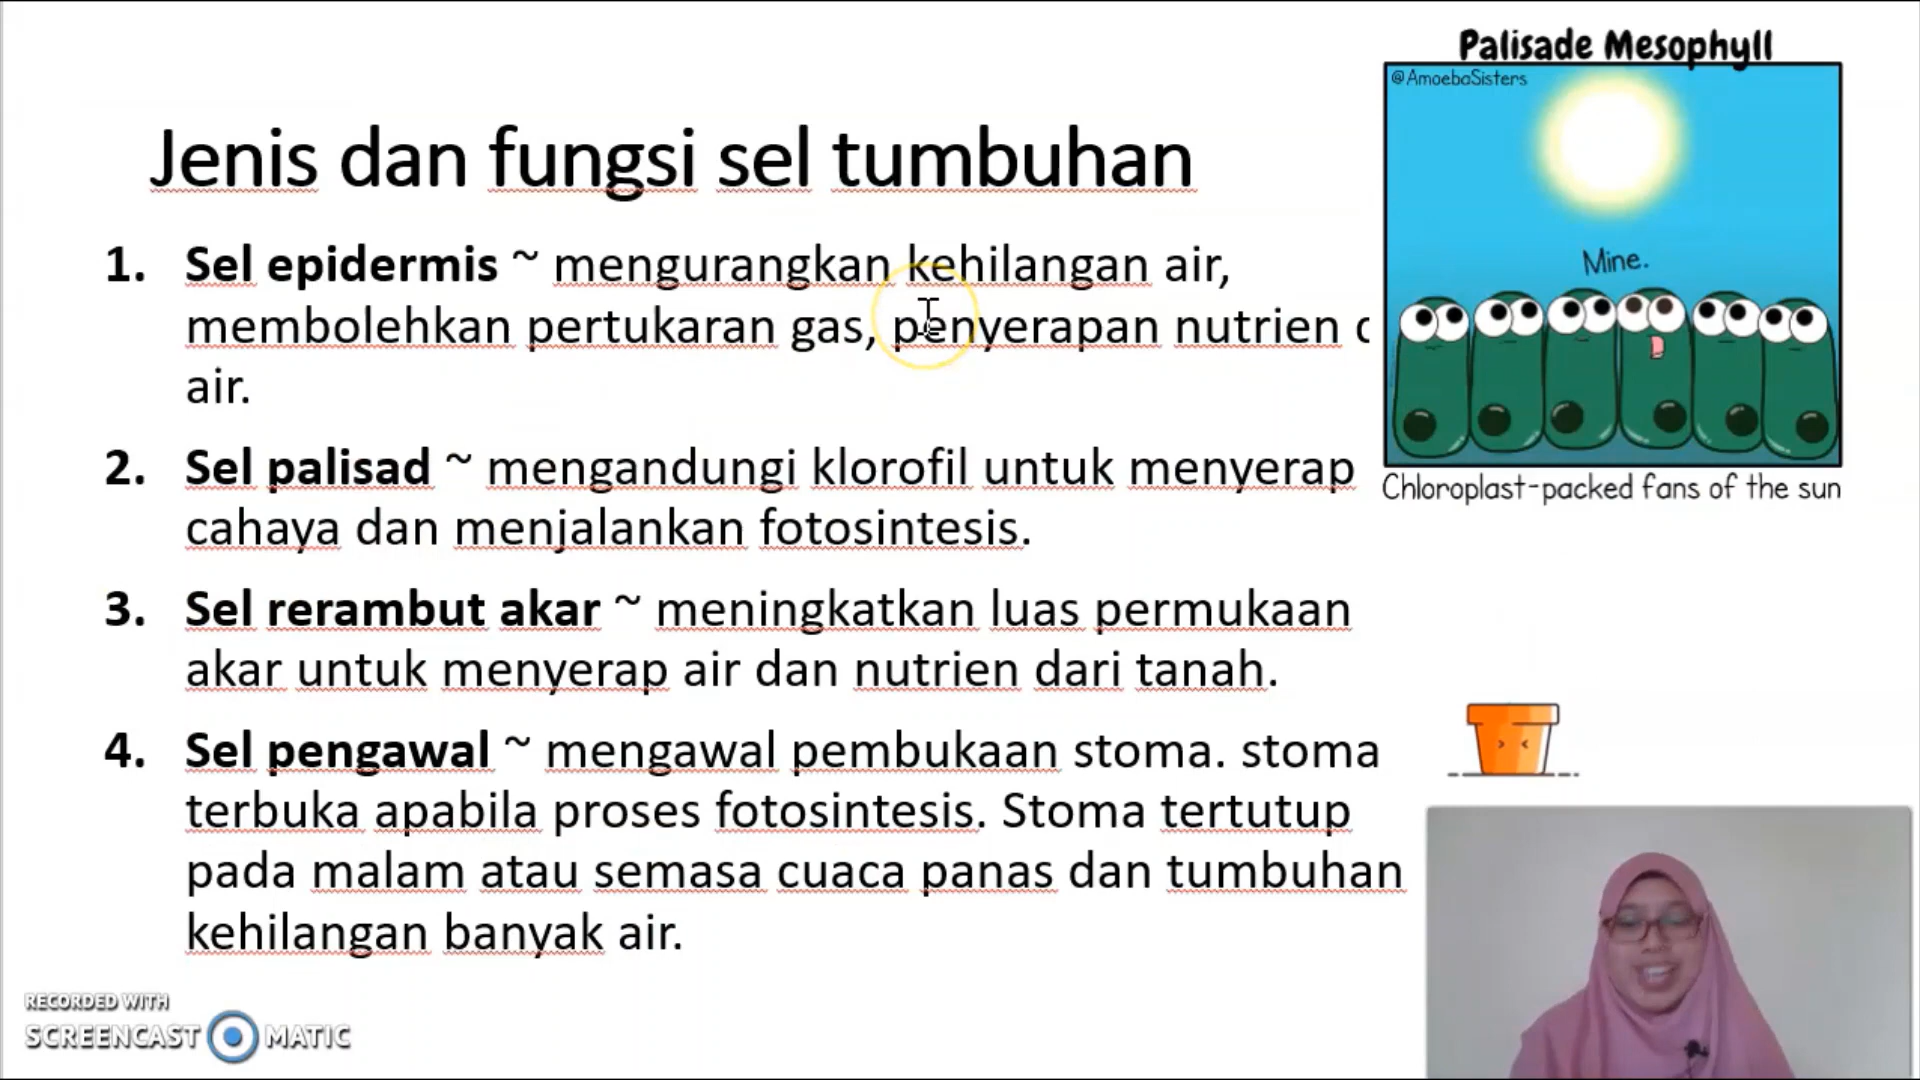 Palisade Mesophyll
@AmoebaSisters
Mine.
Chloroplast-packed fans of the sun
Jenis dan fungsi sel tumbuhan
1. Sel epidermis ~ mengurangkan kehilangan air,
membolehkan pertukaran gas, penyerapan nutrien
air.
2. Sel palisad ~ mengandungi klorofil untuk menyerap
cahaya dan menjalankan fotosintesis.
3. Sel rerambut akar ~ meningkatkan luas permukaan
akar untuk menyerap air dan nutrien dari tanah.
4. Sel pengawal ~ mengawal pembukaan stoma. stoma
terbuka apabila proses fotosintesis. Stoma tertutup
pada malam atau semasa cuaca panas dan tumbuhan
kehilangan banyak air.
RECORDED WITH
SCREENCAST MATIC